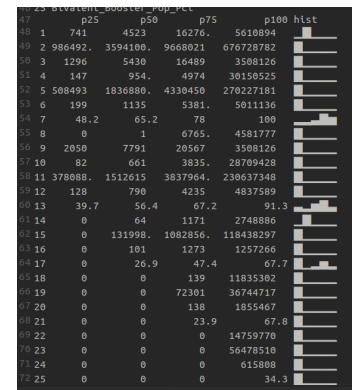 46 25 Bivalent_Booster_Pop_Pct
47 p25 p50 p75 p100 hist
48 1 741 4523 16276. 5610894
49 2 986492. 3594100. 9668021 676728782
50 3 1296 5430 16489 3508126
51 4 147 954. 4974 30150525
52 5 508493 1836880. 4330450 270227181
53 6 199 1135 5381. 5011136
54 7 48.2 65.2 78 100
55 8 0 1 6765. 4581777
56 9 2050 7791 20567 3508126
57 10 82 661 3835. 28709428
58 11 378088. 1512615 3837964. 230637348
59 12 128 790 4235 4837589
60 13 39.7 56.4 67.2 91.3
61 14 0 64 1171 2748886
62 15 0 131998. 1082856. 118438297
63 16 0 101 1273 1257266
64 17 0 26.9 47.4 67.7
65 18 0 0 139 11835302
66 19 0 0 72301 36744717
67 20 0 0 138 1855467
68 21 0 0 23.9 67.8
69 22 0 0 0 14759770
70 23 0 0 0 56478510
71 24 0 0 0 615808
72 25 0 0 0 34.3